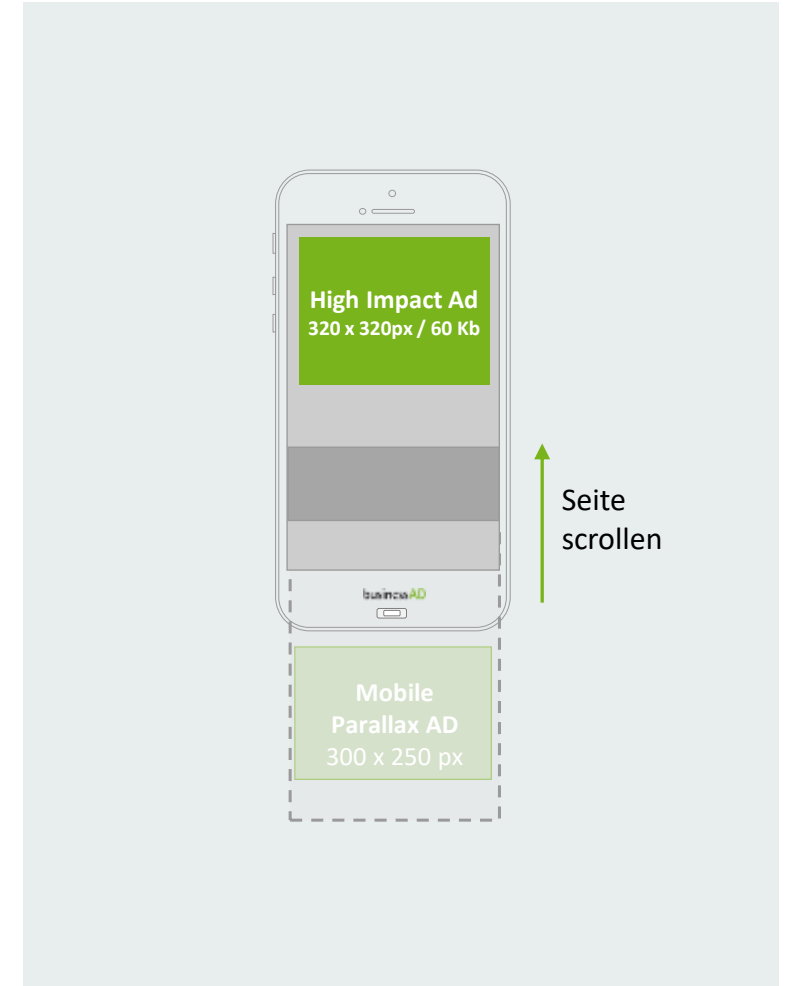 High Impact Ad
320 x 320px / 60 Kb
Seite
scrollen
businessAD
Mobile
Parallax AD
300 x 250 px